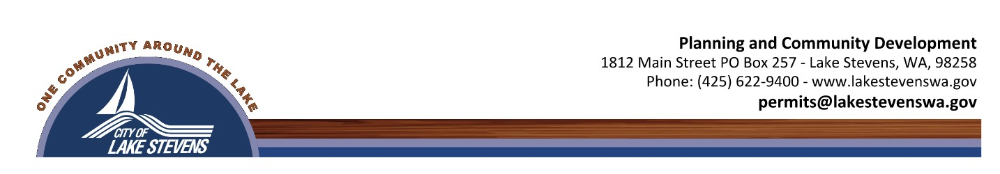 ONE COMMUNITY AROUND THE LAKE
CITY OF
LAKE STEVENS
Planning and Community Development
1812 Main Street PO Box 257 - Lake Stevens, WA, 98258
Phone: (425) 622-9400 - www.lakestevenswa.gov
permits@lakestevenswa.gov